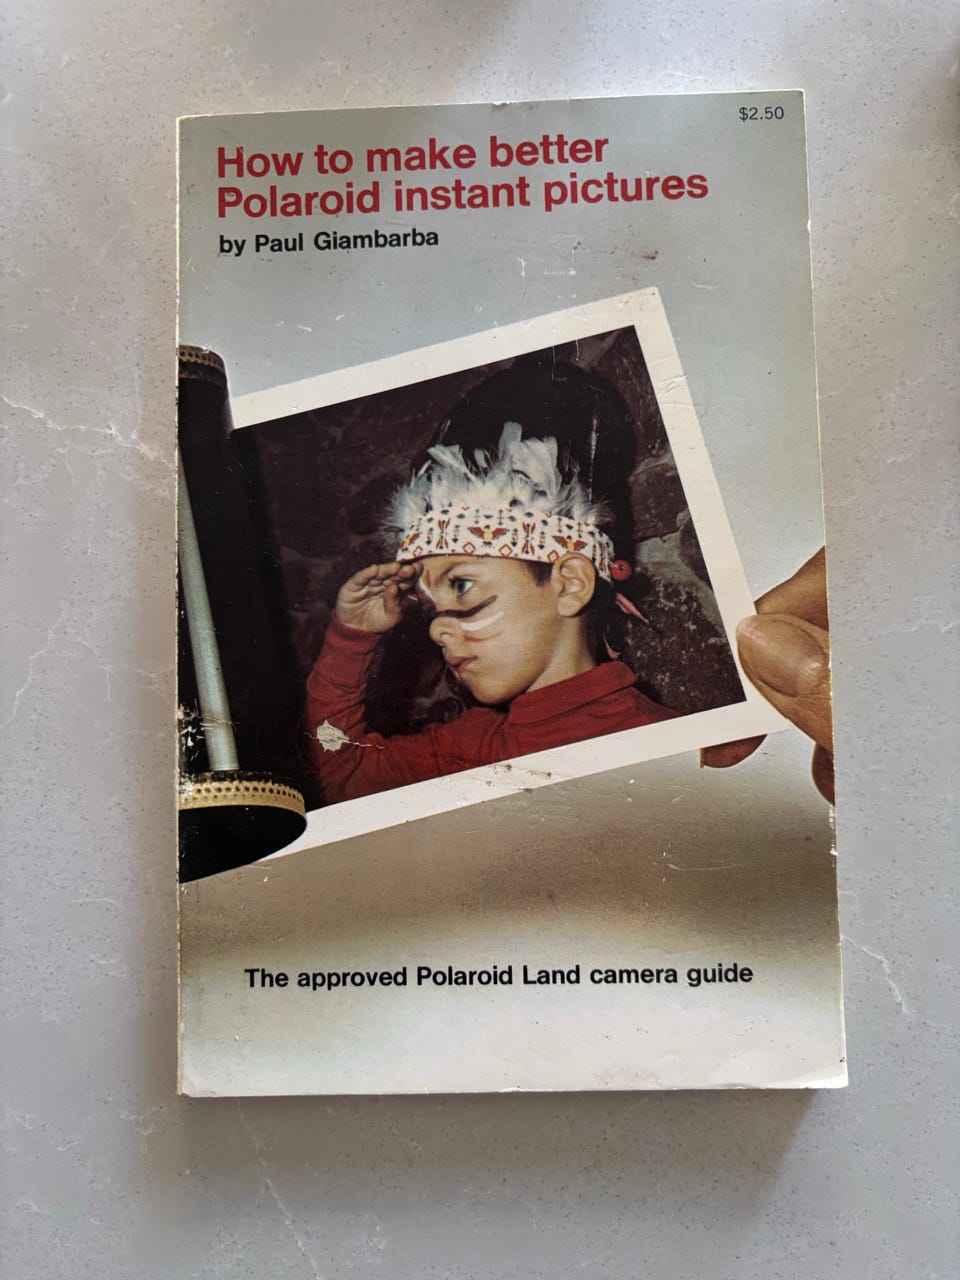 $2.50
How to make better
Polaroid instant pictures
by Paul Giambarba
The approved Polaroid Land camera guide